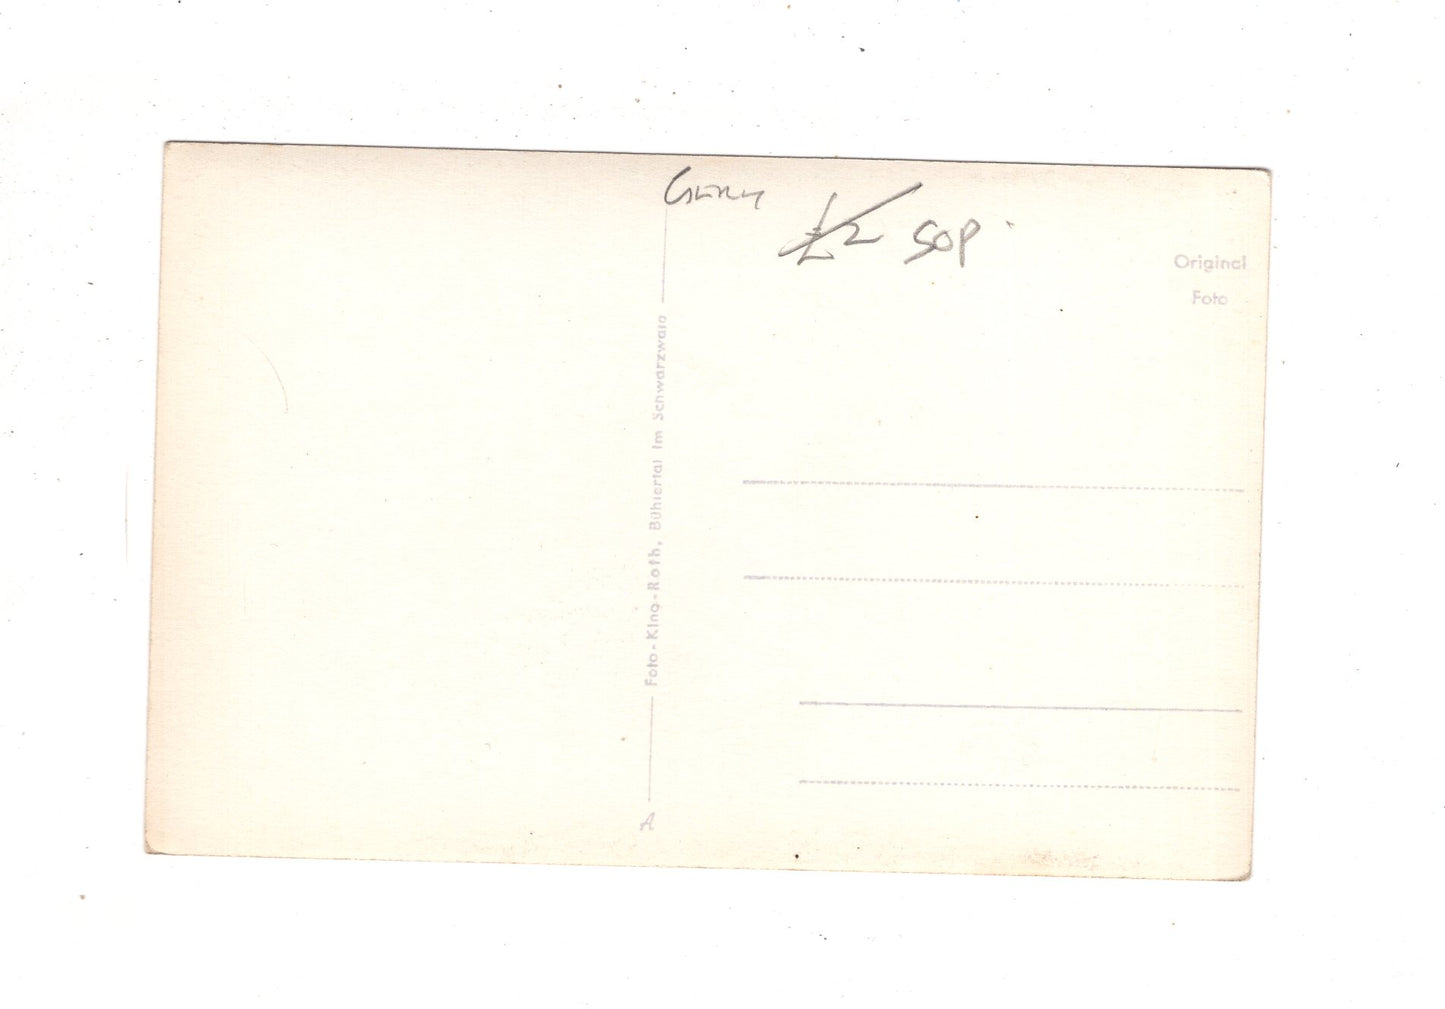 GERM
£2 50P
Original
Foto
Foto-King-Roth, Bühlertal im Schwarzwald
A